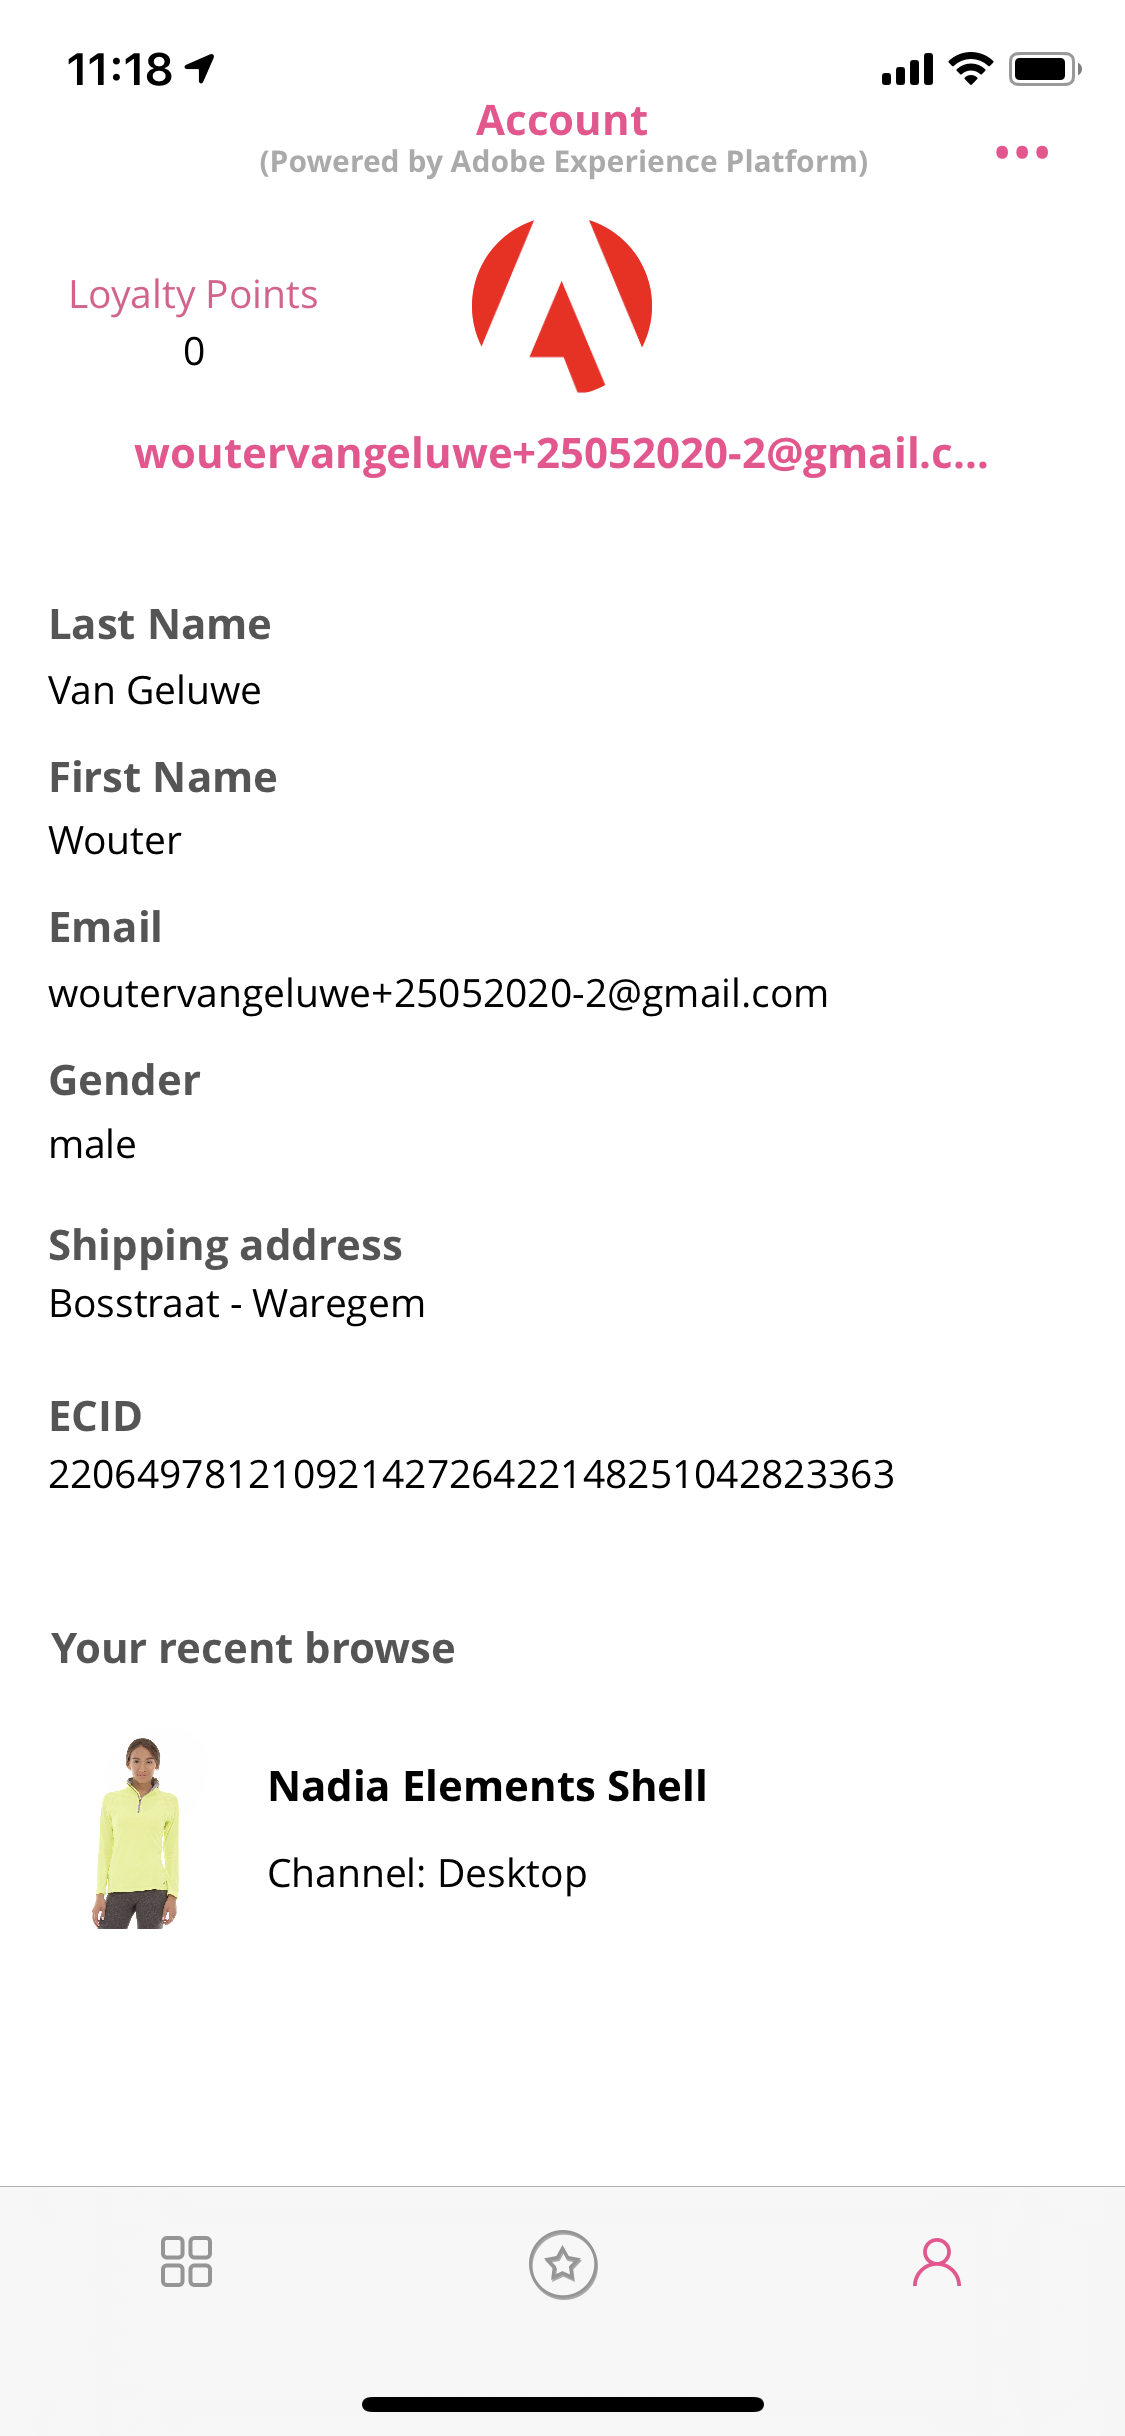 11:18
Account
(Powered by Adobe Experience Platform)
Loyalty Points
0
woutervangeluwe+25052020-2@gmail.c...
Last Name
Van Geluwe
First Name
Wouter
Email
woutervangeluwe+25052020-2@gmail.com
Gender
male
Shipping address
Bosstraat - Waregem
ECID
22064978121092142726422148251042823363
Your recent browse
Nadia Elements Shell
Channel: Desktop